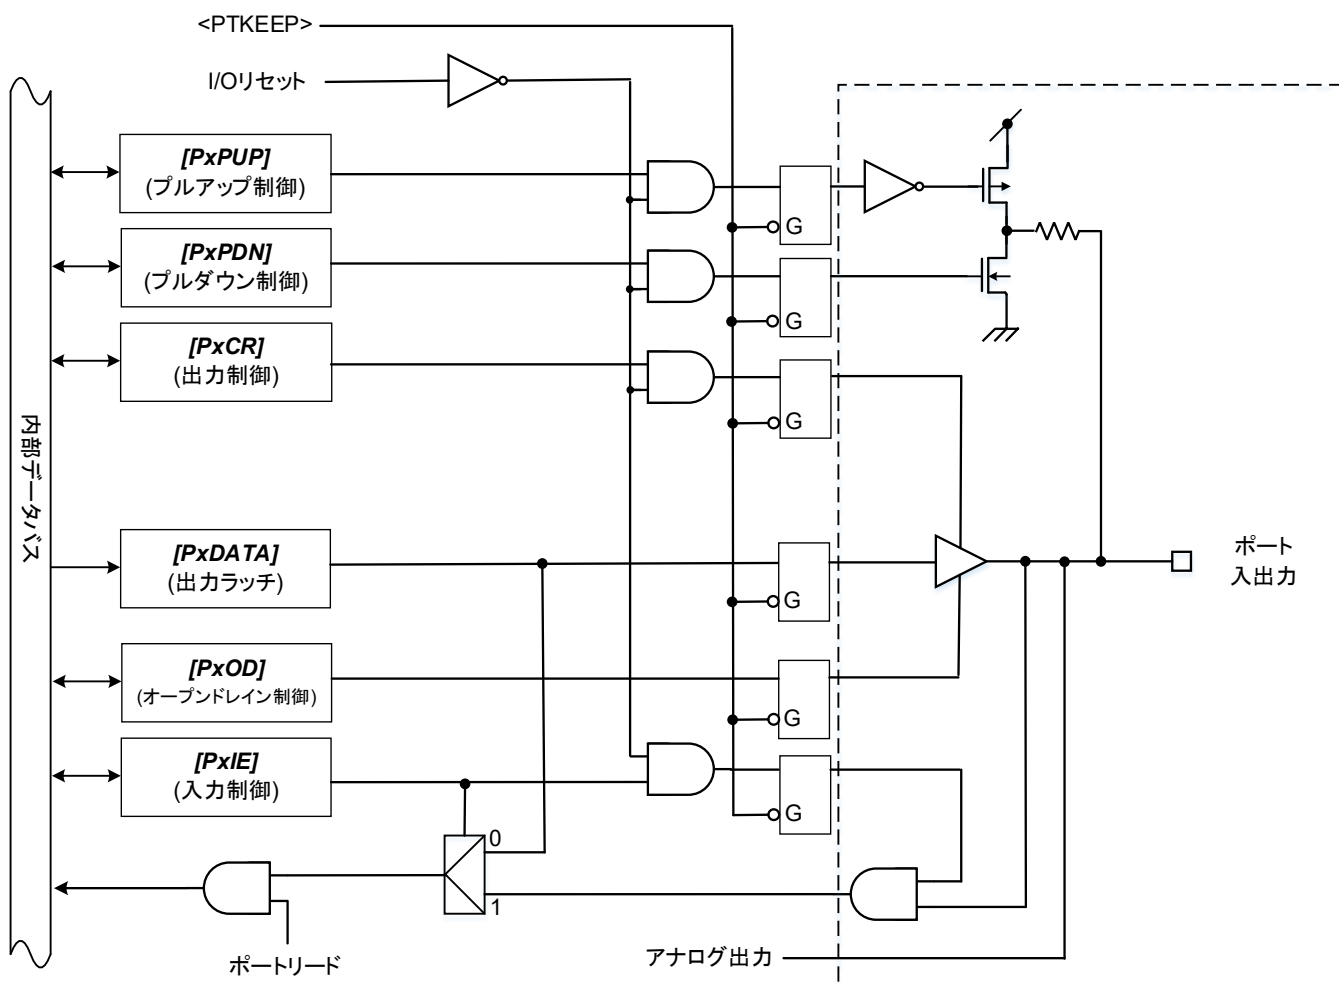 <PTKEEP>
I/Oリセット
[PxPUP]
(プルアップ制御)
G
[PxPDN]
(プルダウン制御)
G
[PxCR]
(出力制御)
G
内部データバス
[PxDATA]
(出力ラッチ)
G
ポート
入出力
[PxOD]
(オープンドレイン制御)
G
[PxIE]
(入力制御)
G
0
1
ポートリード
アナログ出力